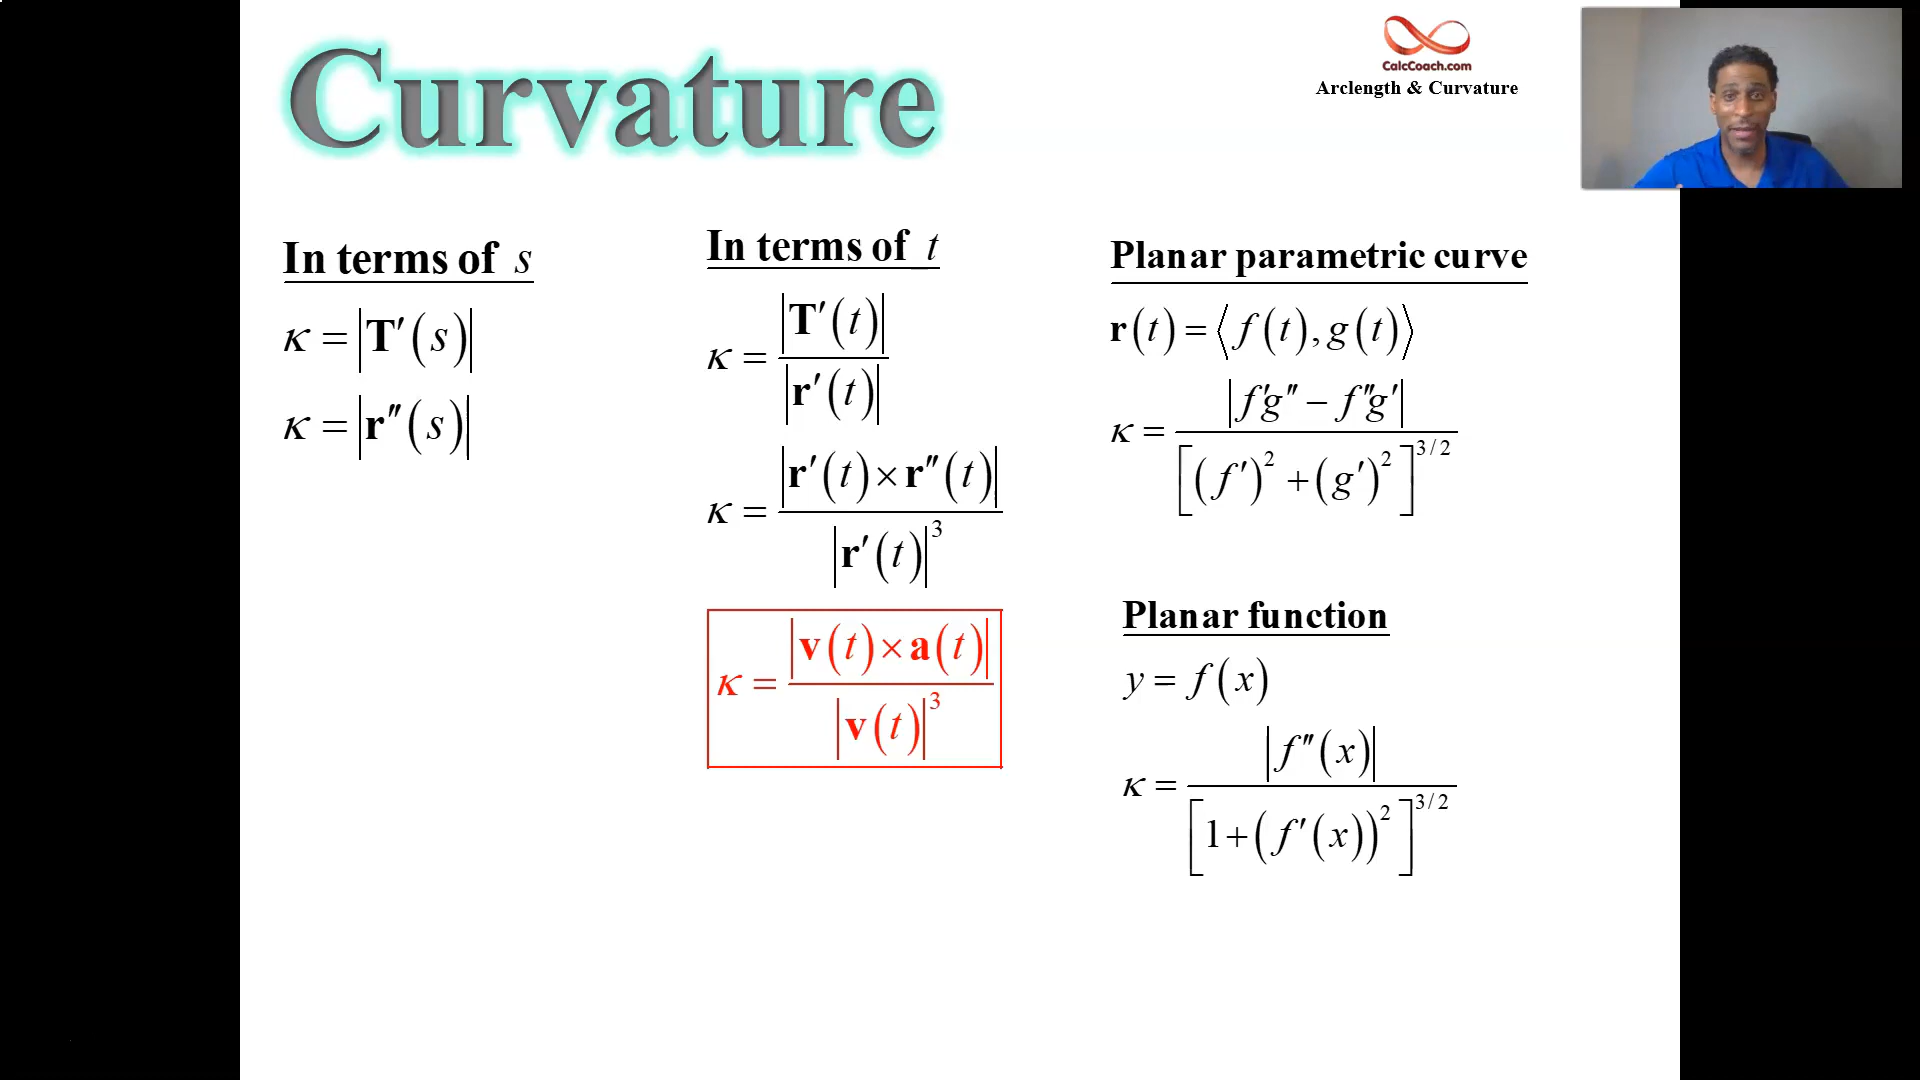 Curvature
CalcCoach.com
Arclength & Curvature
In terms of s
κ = |T′(s)|
κ = |r″(s)|
In terms of t
κ = |T′(t)| / |r′(t)|
κ = |r′(t) × r″(t)| / |r′(t)|³
κ = |v(t) × a(t)| / |v(t)|³
Planar parametric curve
r(t) = ⟨f(t), g(t)⟩
κ = |f′g″ − f″g′| / [(f′)² + (g′)²]^3/2
Planar function
y = f(x)
κ = |f″(x)| / [1 + (f′(x))²]^3/2